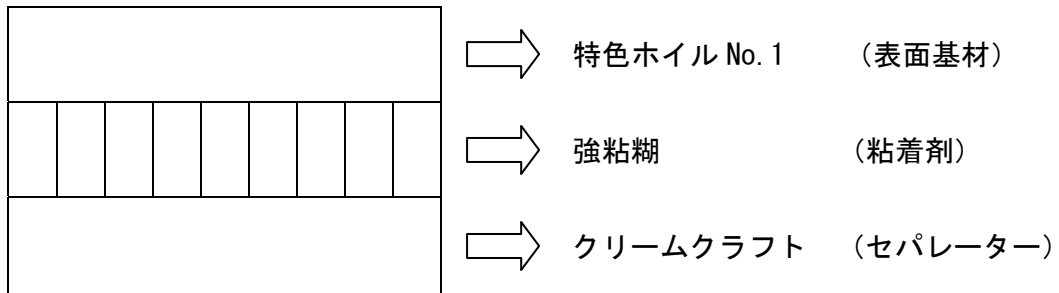 特色ホイル No. 1 （表面基材）
強粘糊 （粘着剤）
クリームクラフト （セパレーター）